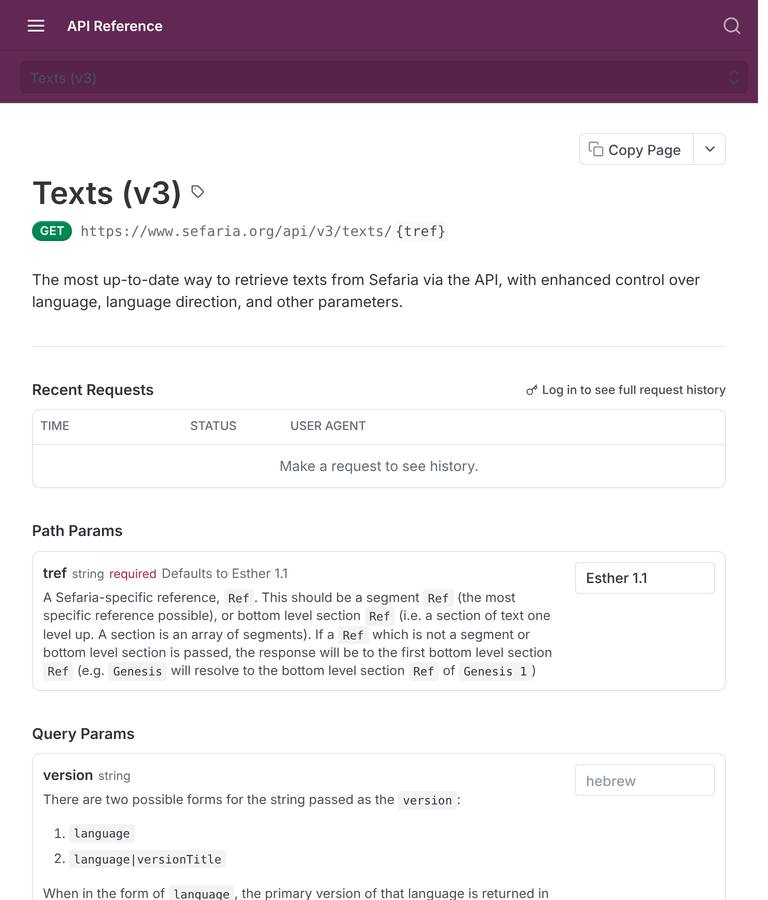 API Reference
Texts (v3)
Copy Page
Texts (v3)
GET https://www.sefaria.org/api/v3/texts/{tref}
The most up-to-date way to retrieve texts from Sefaria via the API, with enhanced control over
language, language direction, and other parameters.
Recent Requests
Log in to see full request history
TIME STATUS USER AGENT
Make a request to see history.
Path Params
tref string required Defaults to Esther 1.1
Esther 1.1
A Sefaria-specific reference, Ref. This should be a segment Ref (the most
specific reference possible), or bottom level section Ref (i.e. a section of text one
level up. A section is an array of segments). If a Ref which is not a segment or
bottom level section is passed, the response will be to the first bottom level section
Ref (e.g. Genesis will resolve to the bottom level section Ref of Genesis 1)
Query Params
version string
hebrew
There are two possible forms for the string passed as the version:
1. language
2. language|versionTitle
When in the form of language, the primary version of that language is returned in